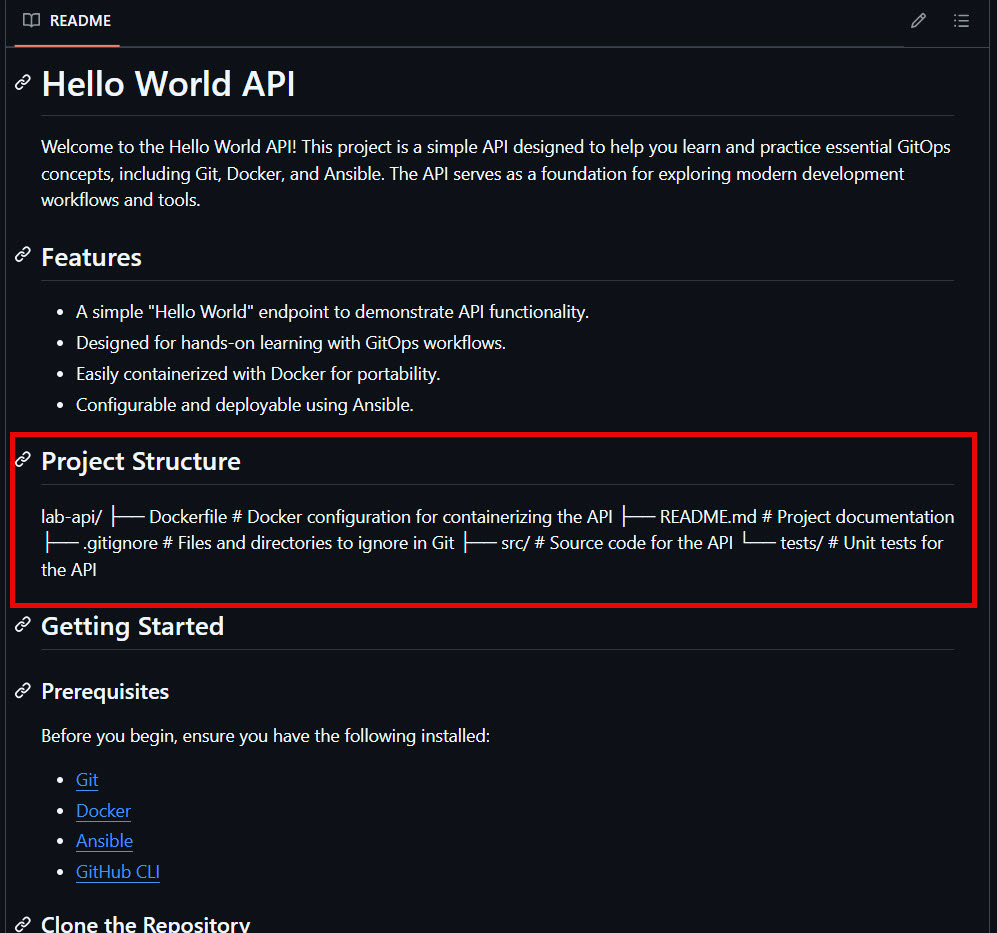 README
Hello World API
Welcome to the Hello World API! This project is a simple API designed to help you learn and practice essential GitOps
concepts, including Git, Docker, and Ansible. The API serves as a foundation for exploring modern development
workflows and tools.
Features
• A simple "Hello World" endpoint to demonstrate API functionality.
• Designed for hands-on learning with GitOps workflows.
• Easily containerized with Docker for portability.
• Configurable and deployable using Ansible.
Project Structure
lab-api/ ├── Dockerfile # Docker configuration for containerizing the API ├── README.md # Project documentation
├── .gitignore # Files and directories to ignore in Git ├── src/ # Source code for the API └── tests/ # Unit tests for
the API
Getting Started
Prerequisites
Before you begin, ensure you have the following installed:
• Git
• Docker
• Ansible
• GitHub CLI
Clone the Repository